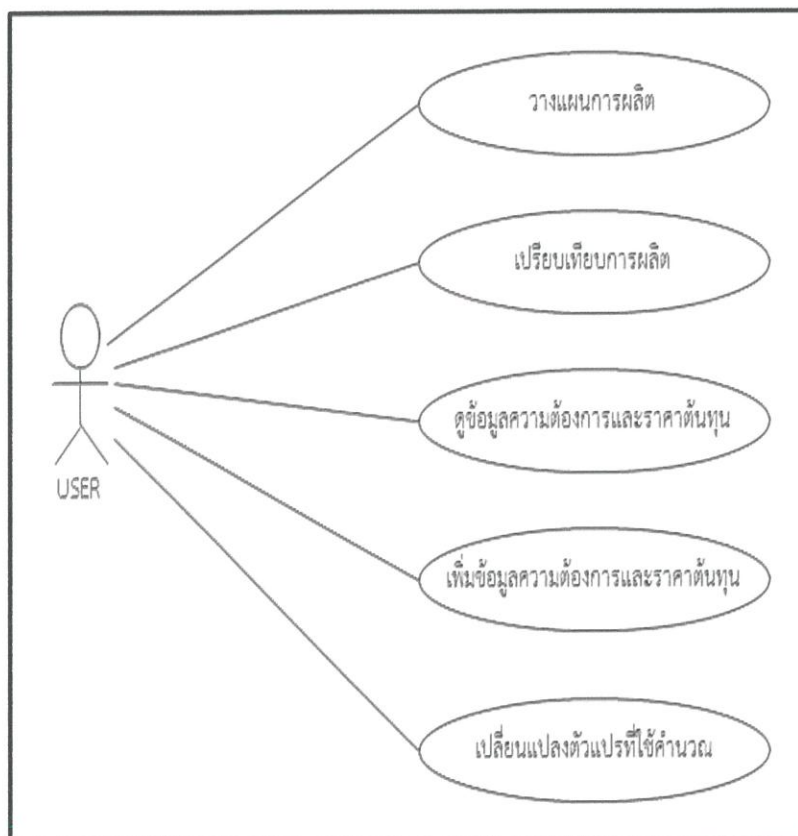 วางแผนการผลิต
เปรียบเทียบการผลิต
ดูข้อมูลความต้องการและราคาต้นทุน
USER
เพิ่มข้อมูลความต้องการและราคาต้นทุน
เปลี่ยนแปลงตัวแปรที่ใช้คำนวณ